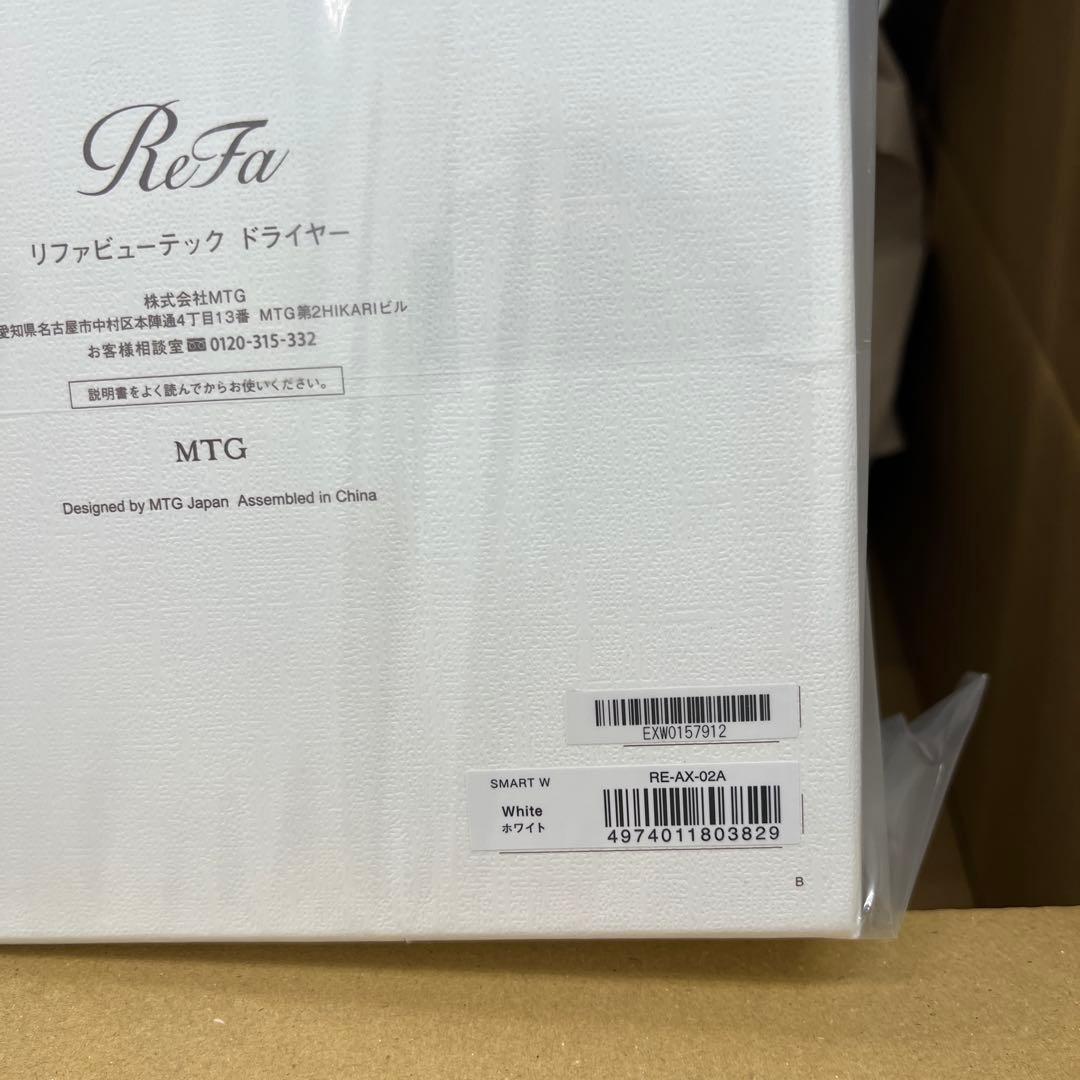 ReFa
リファビューテック ドライヤー
株式会社MTG
愛知県名古屋市中村区本陣通4丁目13番 MTG第2HIKARIビル
お客様相談室 0120-315-332
説明書をよく読んでからお使いください。
MTG
Designed by MTG Japan Assembled in China
EXW0157912
SMART W
RE-AX-02A
White
ホワイト
4974011803829
B